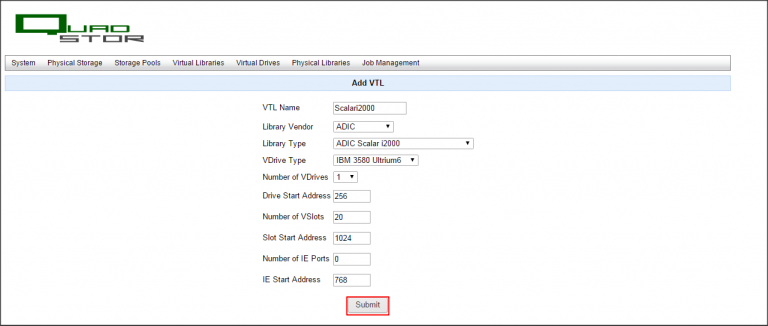 QUADSTOR
System Physical Storage Storage Pools Virtual Libraries Virtual Drives Physical Libraries Job Management
Add VTL
VTL Name Scalari2000
Library Vendor ADIC
Library Type ADIC Scalar i2000
VDrive Type IBM 3580 Ultrium6
Number of VDrives 1
Drive Start Address 256
Number of VSlots 20
Slot Start Address 1024
Number of IE Ports 0
IE Start Address 768
Submit